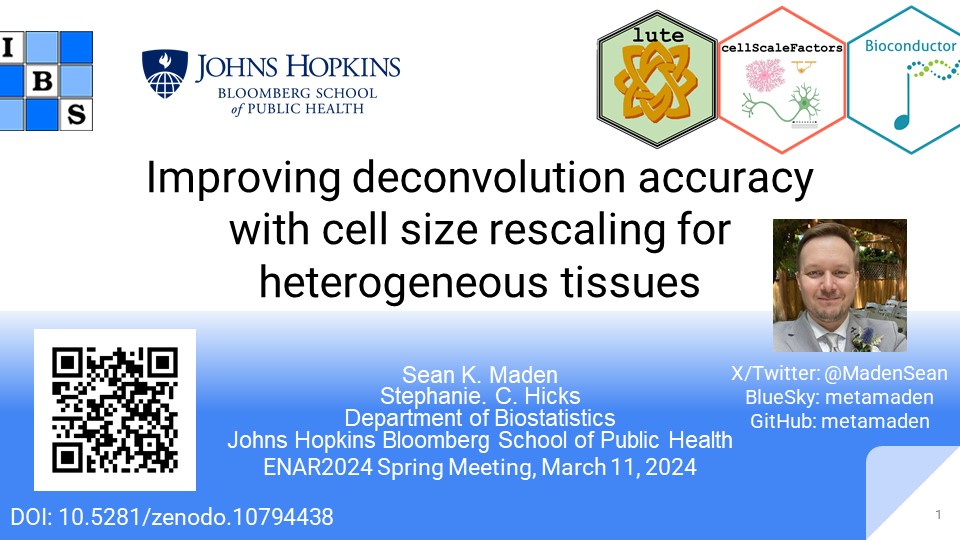 I
B
S
JOHNS HOPKINS
BLOOMBERG SCHOOL
of PUBLIC HEALTH
lute
cellScaleFactors
Bioconductor
Improving deconvolution accuracy
with cell size rescaling for
heterogeneous tissues
Sean K. Maden
Stephanie. C. Hicks
Department of Biostatistics
Johns Hopkins Bloomberg School of Public Health
ENAR2024 Spring Meeting, March 11, 2024
X/Twitter: @MadenSean
BlueSky: metamaden
GitHub: metamaden
DOI: 10.5281/zenodo.10794438
1